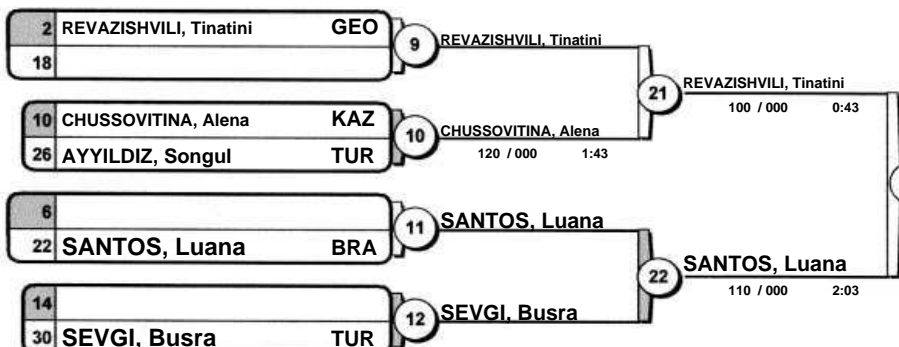 2 REVAZISHVILI, Tinatini GEO
18
9
REVAZISHVILI, Tinatini
10 CHUSSOVITINA, Alena KAZ
26 AYYILDIZ, Songul TUR
10
CHUSSOVITINA, Alena
120 / 000 1:43
21
REVAZISHVILI, Tinatini
100 / 000 0:43
6
22 SANTOS, Luana BRA
11
SANTOS, Luana
14
30 SEVGI, Busra TUR
12
SEVGI, Busra
22
SANTOS, Luana
110 / 000 2:03